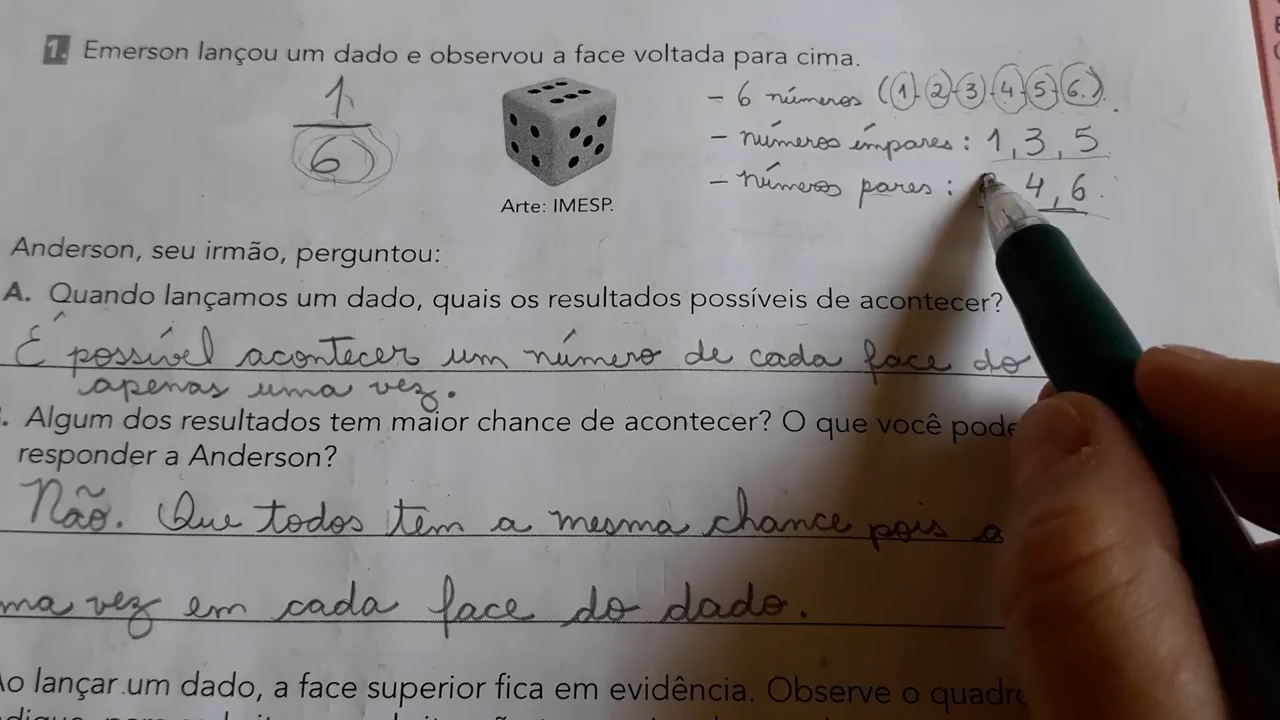 1. Emerson lançou um dado e observou a face voltada para cima.
1
6
- 6 números (1-2-3-4-5-6).
- números ímpares: 1, 3, 5
- números pares: 4, 6.
Arte: IMESP.
Anderson, seu irmão, perguntou:
A. Quando lançamos um dado, quais os resultados possíveis de acontecer?
É possível acontecer um número de cada face do
apenas uma vez.
. Algum dos resultados tem maior chance de acontecer? O que você pode
responder a Anderson?
Não. Que todos tem a mesma chance pois a
ma vez em cada face do dado.
Ao lançar um dado, a face superior fica em evidência. Observe o quadro